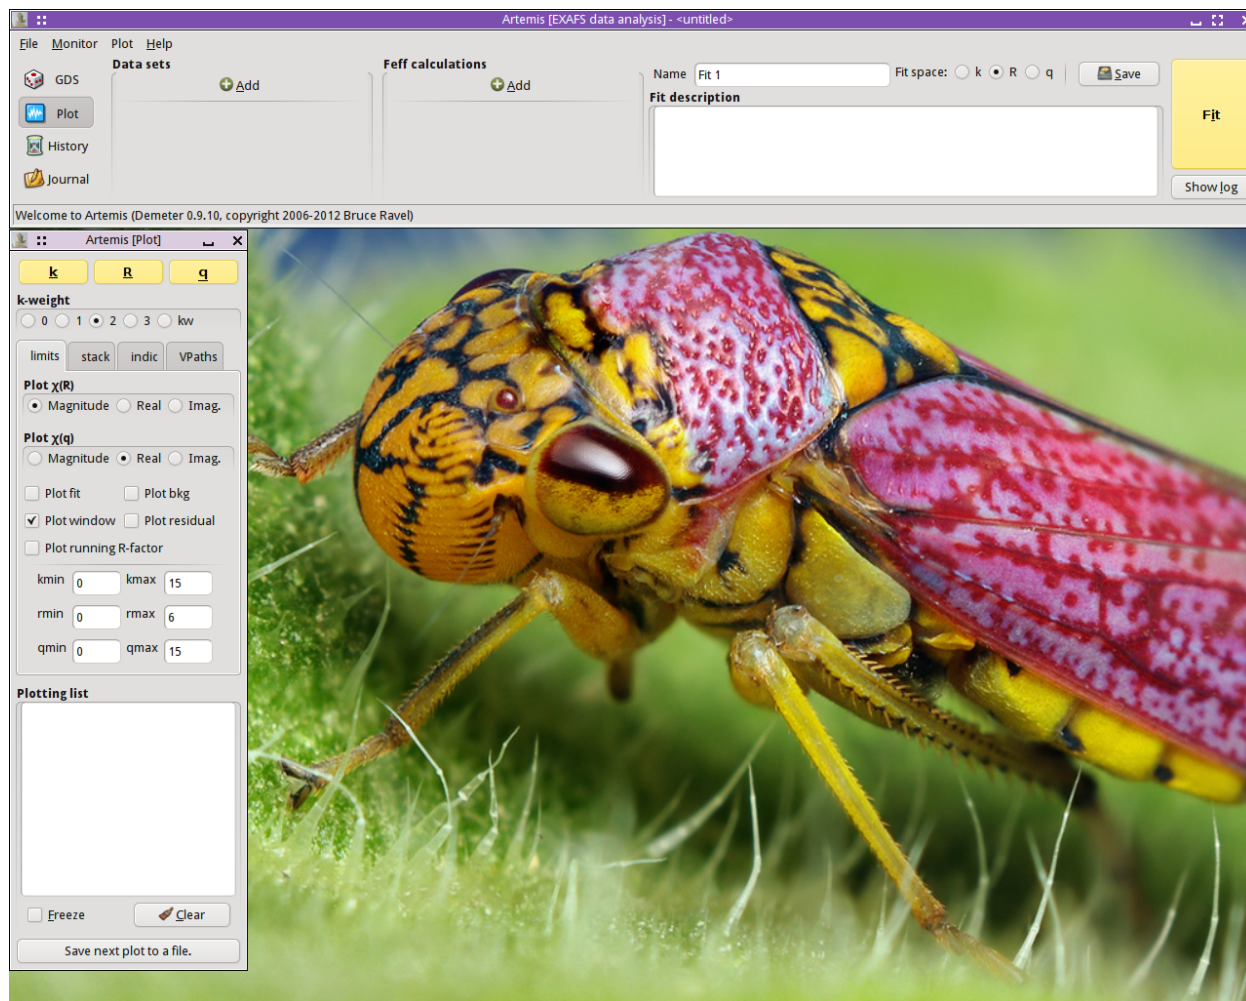 Artemis [EXAFS data analysis] - <untitled>
File Monitor Plot Help
GDS
Plot
History
Journal
Data sets
Add
Feff calculations
Add
Name Fit 1 Fit space: k R q Save
Fit description
Fit
Show log
Welcome to Artemis (Demeter 0.9.10, copyright 2006-2012 Bruce Ravel)
Artemis [Plot]
k R q
k-weight
0 1 2 3 kw
limits stack indic VPaths
Plot χ(R)
Magnitude Real Imag.
Plot χ(q)
Magnitude Real Imag.
Plot fit Plot bkg
Plot window Plot residual
Plot running R-factor
kmin 0 kmax 15
rmin 0 rmax 6
qmin 0 qmax 15
Plotting list
Freeze Clear
Save next plot to a file.